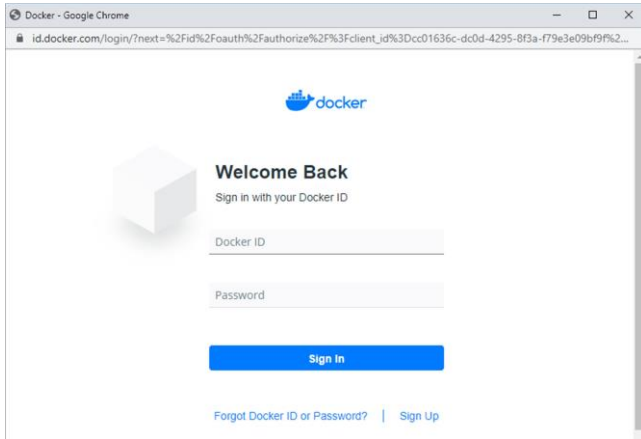 Docker - Google Chrome
id.docker.com/login/?next=%2Fid%2Foauth%2Fauthorize%2F%3Fclient_id%3Dcc01636c-dc0d-4295-8f3a-f79e3e09bf9f%2...
docker
Welcome Back
Sign in with your Docker ID
Docker ID
Password
Sign In
Forgot Docker ID or Password? | Sign Up